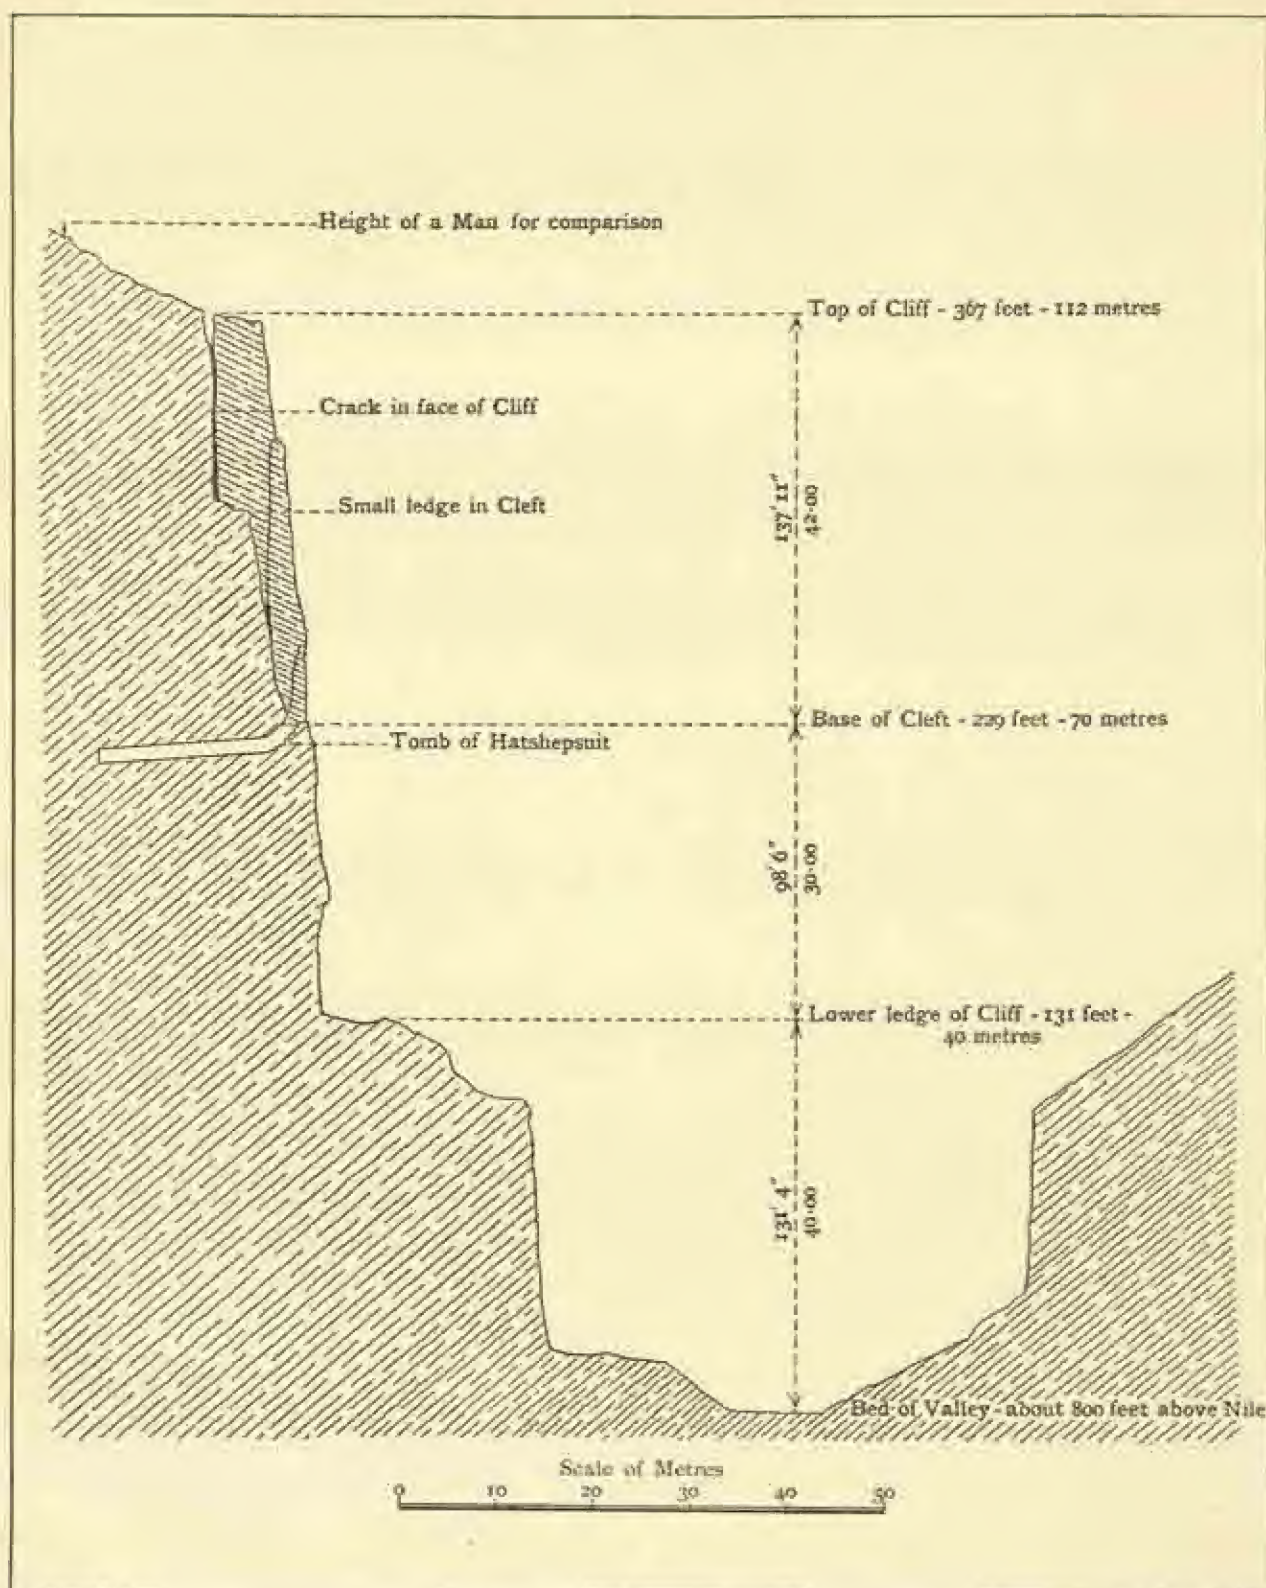 Height of a Man for comparison
Top of Cliff - 367 feet - 112 metres
Crack in face of Cliff
137' 11"
42·00
Small ledge in Cleft
Base of Cleft - 229 feet - 70 metres
Tomb of Hatshepsuit
98' 6"
30·00
Lower ledge of Cliff - 131 feet -
40 metres
131' 4"
40·00
Bed of Valley - about 800 feet above Nile
Scale of Metres
0 10 20 30 40 50